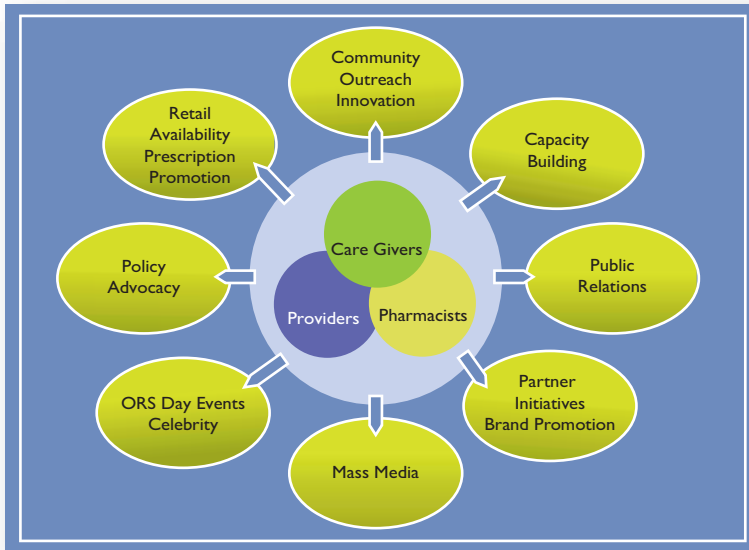 Community
Outreach
Innovation
Retail
Availability
Prescription
Promotion
Capacity
Building
Care Givers
Policy
Advocacy
Public
Relations
Providers
Pharmacists
ORS Day Events
Celebrity
Partner
Initiatives
Brand Promotion
Mass Media